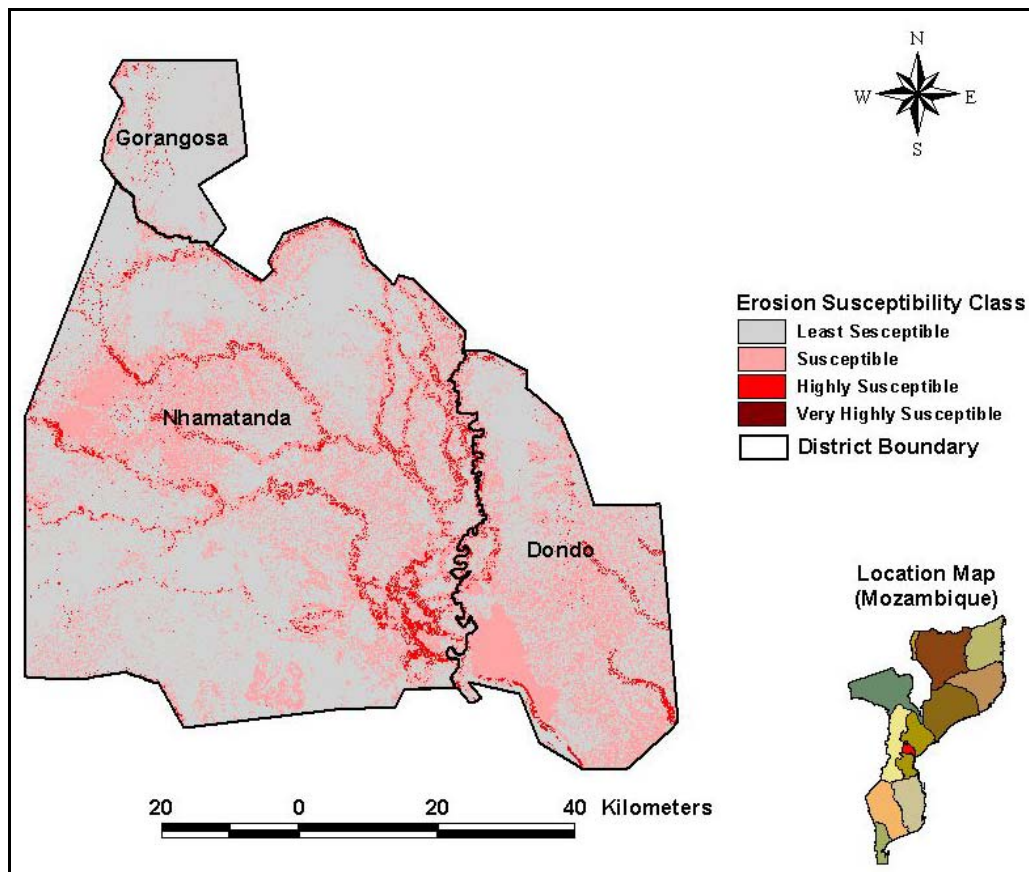 N
W E
S
Gorangosa
Nhamatanda
Dondo
Erosion Susceptibility Class
Least Sesceptible
Susceptible
Highly Susceptible
Very Highly Susceptible
District Boundary
Location Map
(Mozambique)
20 0 20 40 Kilometers